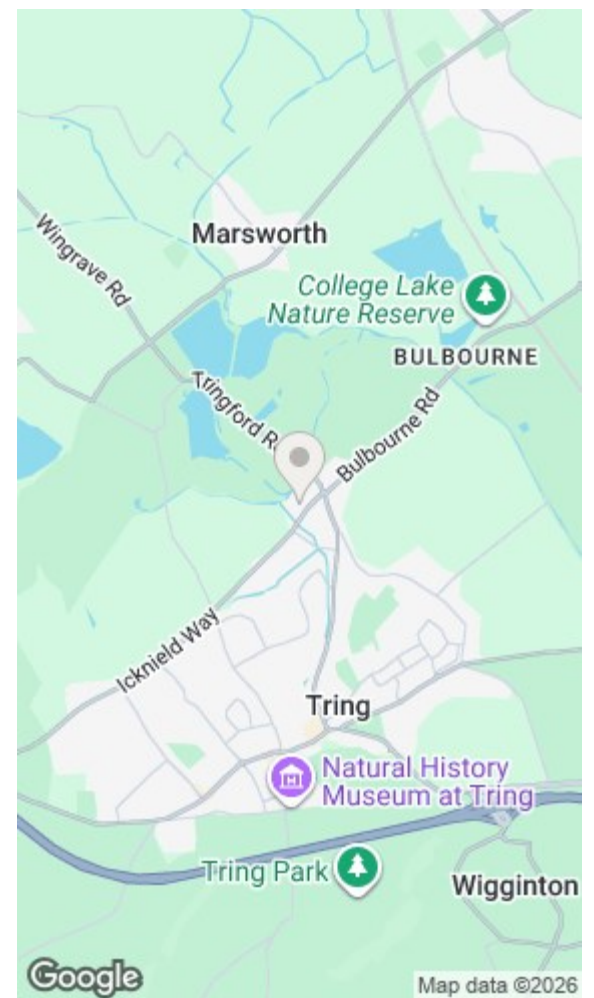 Marsworth
Wingrave Rd
College Lake
Nature Reserve
BULBOURNE
Tringford R
Bulbourne Rd
Icknield Way
Tring
Natural History
Museum at Tring
Tring Park
Wigginton
Google
Map data ©2026